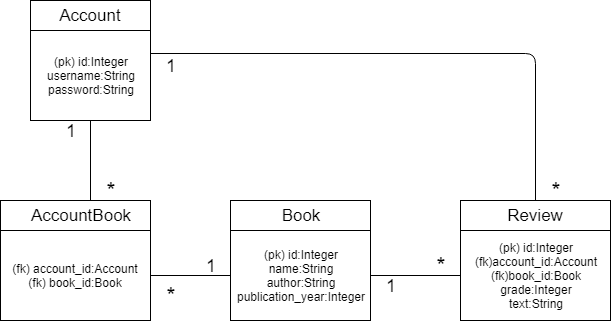 Account
(pk) id:Integer
username:String
password:String
1
1
*
*
AccountBook
(fk) account_id:Account
(fk) book_id:Book
1
*
Book
(pk) id:Integer
name:String
author:String
publication_year:Integer
*
1
Review
(pk) id:Integer
(fk)account_id:Account
(fk)book_id:Book
grade:Integer
text:String